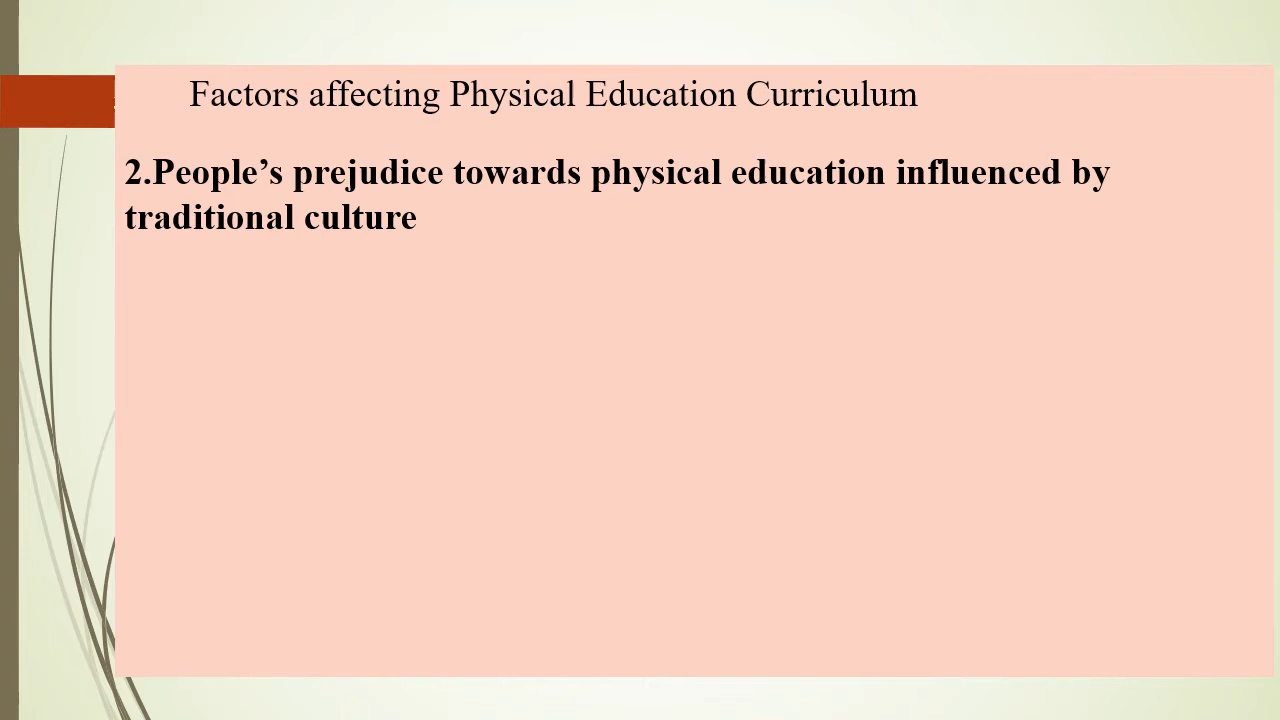 Factors affecting Physical Education Curriculum
2.People’s prejudice towards physical education influenced by
traditional culture